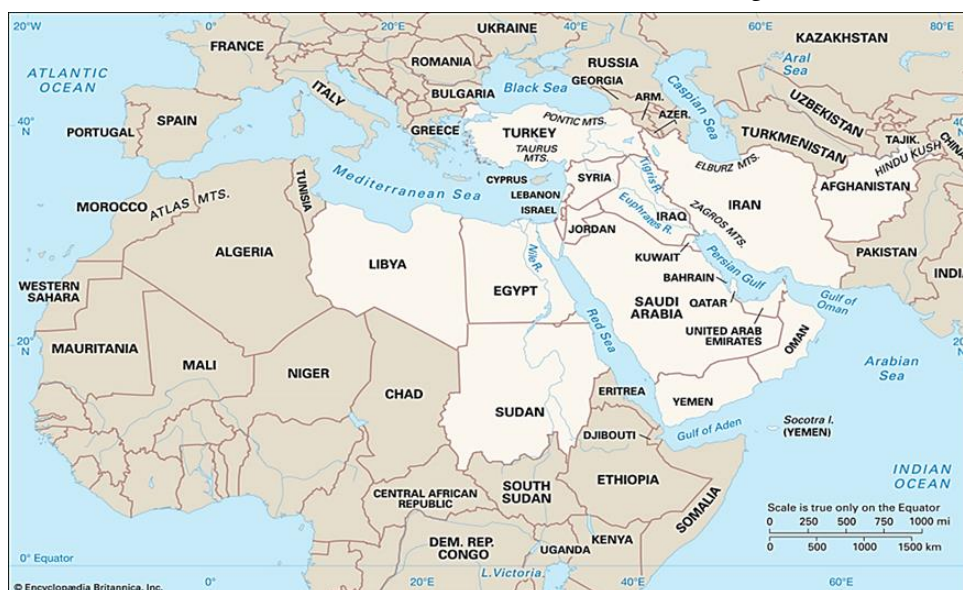 20°W
0°
20°E
40°E
60°E
80°E
UKRAINE
KAZAKHSTAN
FRANCE
ROMANIA
RUSSIA
Aral
Sea
ATLANTIC
OCEAN
ITALY
BULGARIA
Black Sea
GEORGIA
Caspian Sea
UZBEKISTAN
40°
N
PORTUGAL
SPAIN
GREECE
PONTIC MTS.
ARM.
AZER.
TURKMENISTAN
TAJIK.
CHINA
40°
N
TURKEY
TAURUS
MTS.
ELBURZ MTS.
HINDU KUSH
TUNISIA
Mediterranean Sea
CYPRUS
SYRIA
Tigris R.
AFGHANISTAN
MOROCCO
ATLAS MTS.
LEBANON
ISRAEL
Euphrates R.
IRAQ
IRAN
ZAGROS MTS.
JORDAN
ALGERIA
LIBYA
Nile R.
KUWAIT
Persian Gulf
PAKISTAN
WESTERN
SAHARA
EGYPT
BAHRAIN
INDI
SAUDI
ARABIA
QATAR
Gulf of
Oman
Red Sea
UNITED ARAB
EMIRATES
OMAN
20°
N
20°
N
MAURITANIA
MALI
NIGER
CHAD
Arabian
Sea
SUDAN
ERITREA
YEMEN
Socotra I.
(YEMEN)
DJIBOUTI
Gulf of Aden
CENTRAL AFRICAN
REPUBLIC
SOUTH
SUDAN
ETHIOPIA
SOMALIA
INDIAN
OCEAN
Scale is true only on the Equator
0 250 500 750 1000 mi
0 500 1000 1500 km
DEM. REP.
CONGO
UGANDA
KENYA
0° Equator
L.Victoria
© Encyclopædia Britannica, Inc.
0°
20°E
40°E
60°E